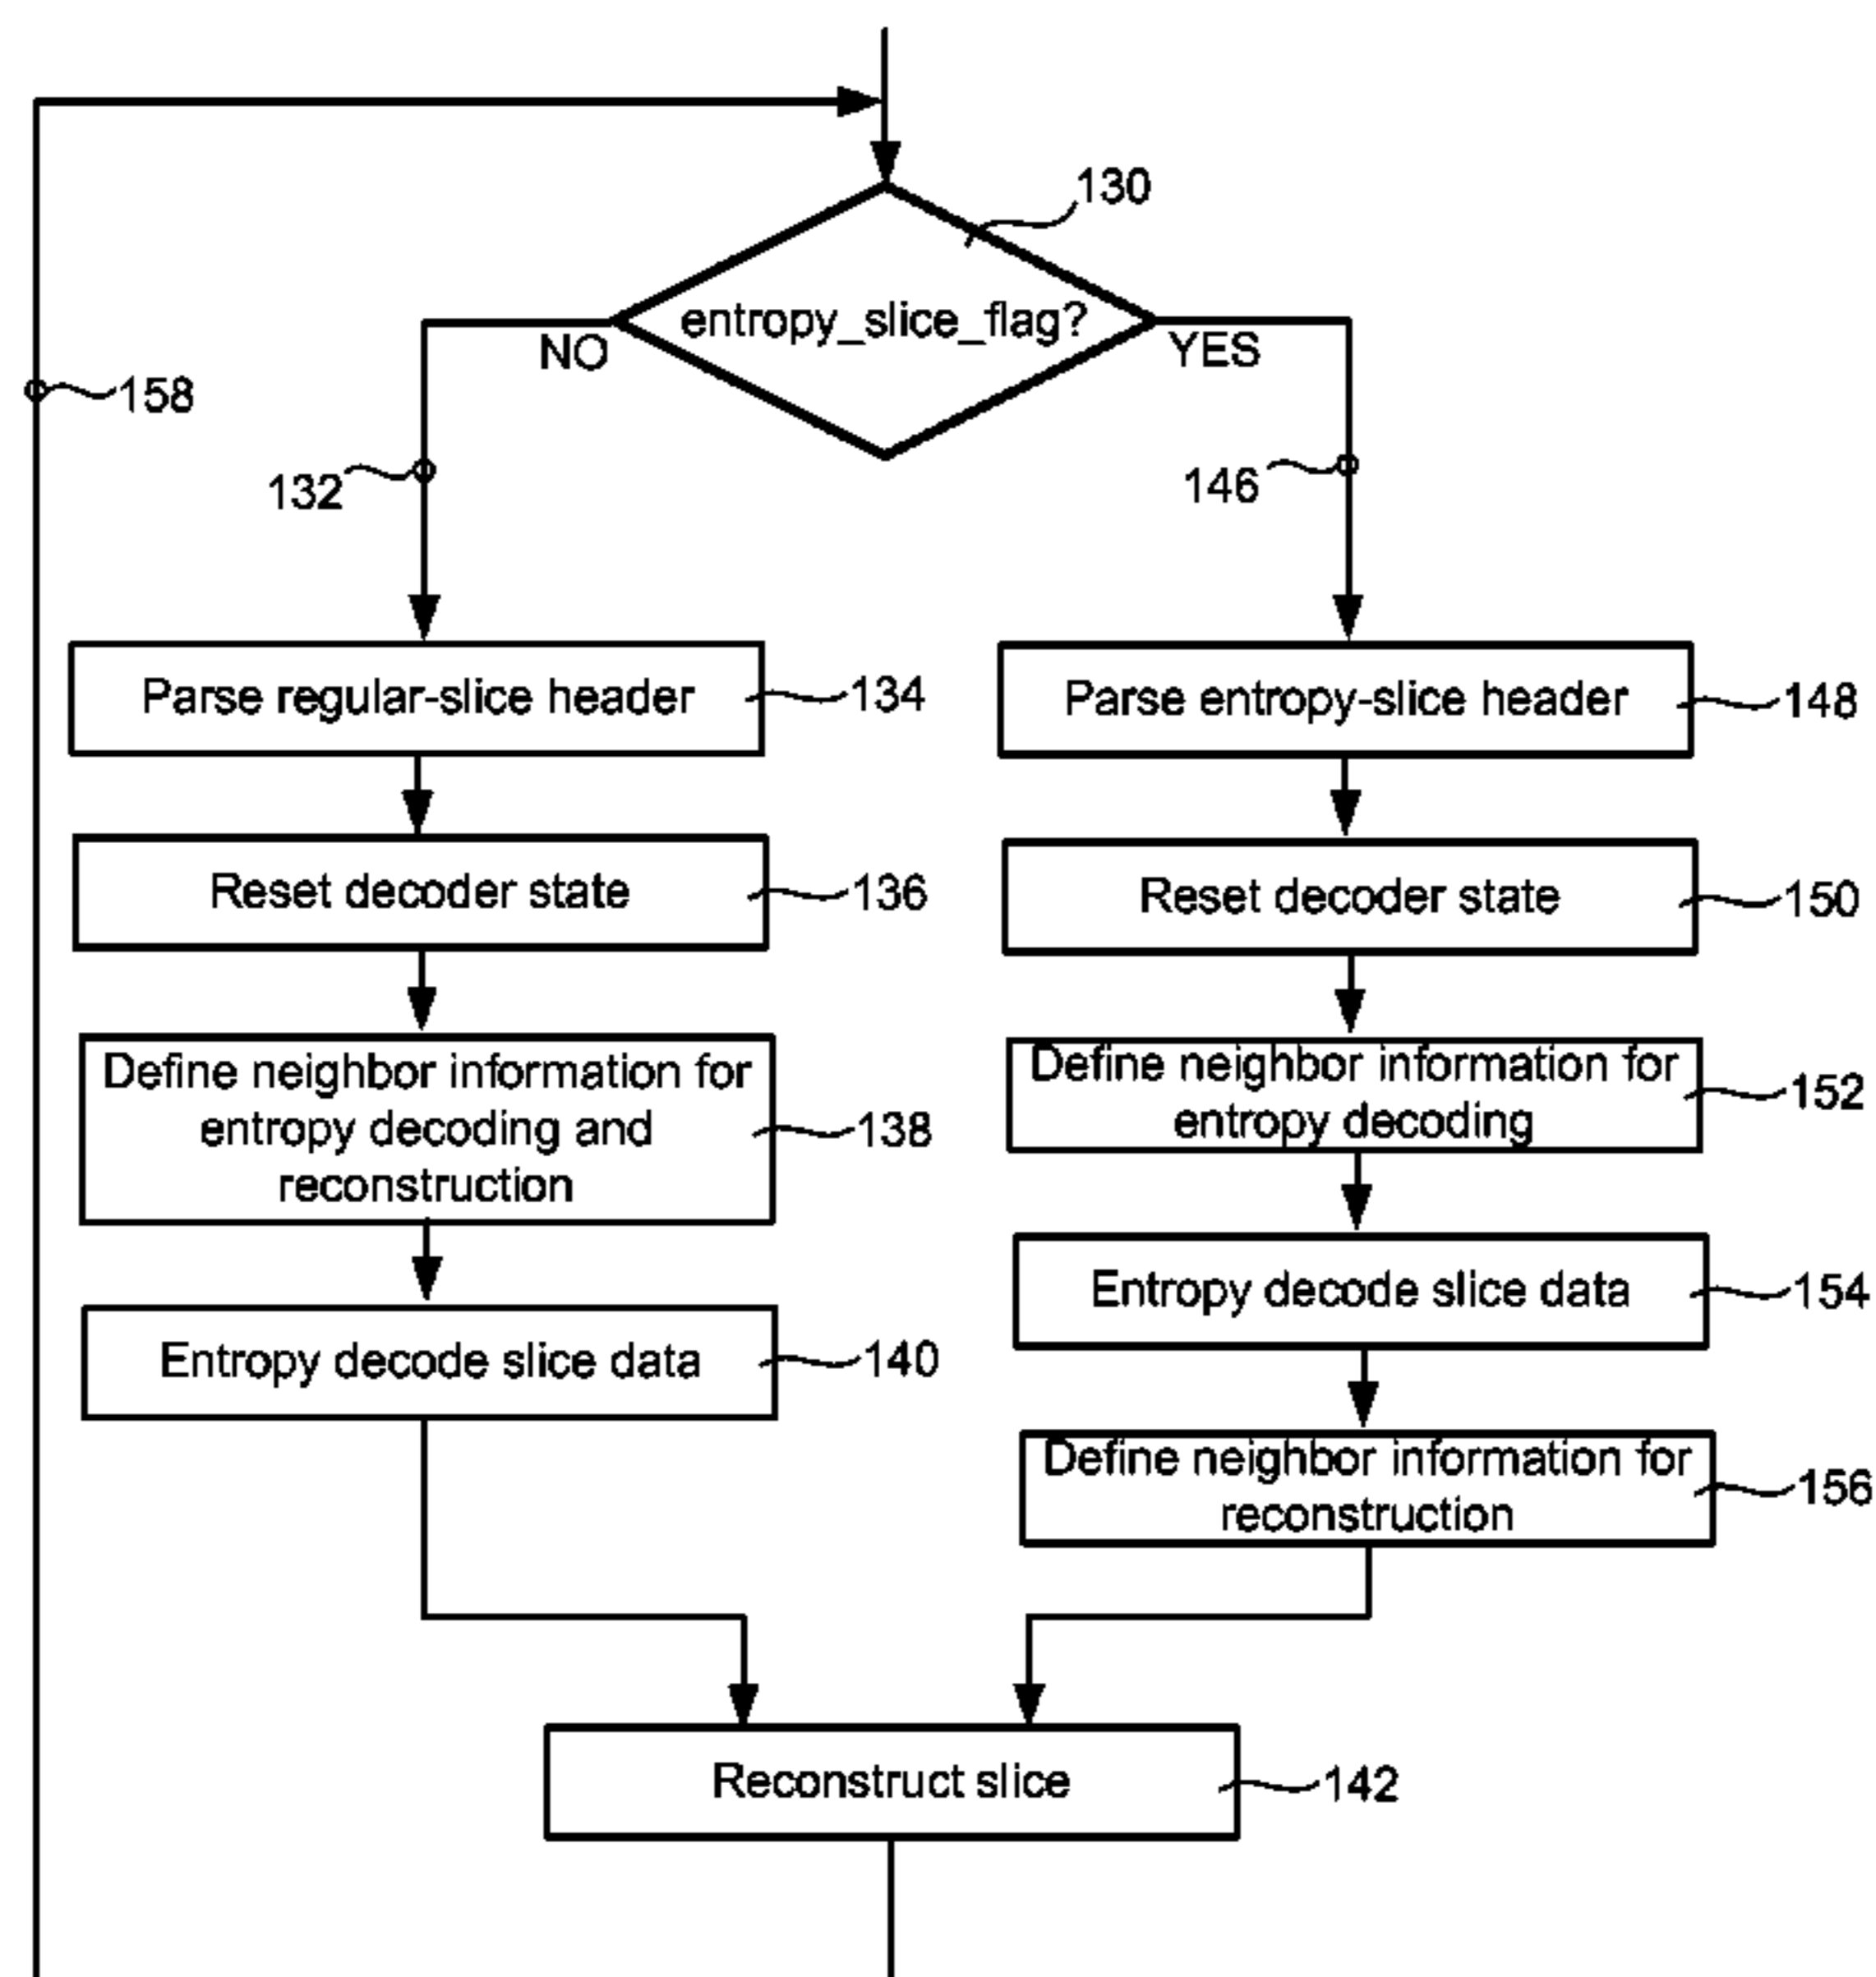 130
entropy_slice_flag?
NO
YES
158
132
146
Parse regular-slice header
134
Parse entropy-slice header
148
Reset decoder state
136
Reset decoder state
150
Define neighbor information for
entropy decoding and
reconstruction
138
Define neighbor information for
entropy decoding
152
Entropy decode slice data
140
Entropy decode slice data
154
Define neighbor information for
reconstruction
156
Reconstruct slice
142